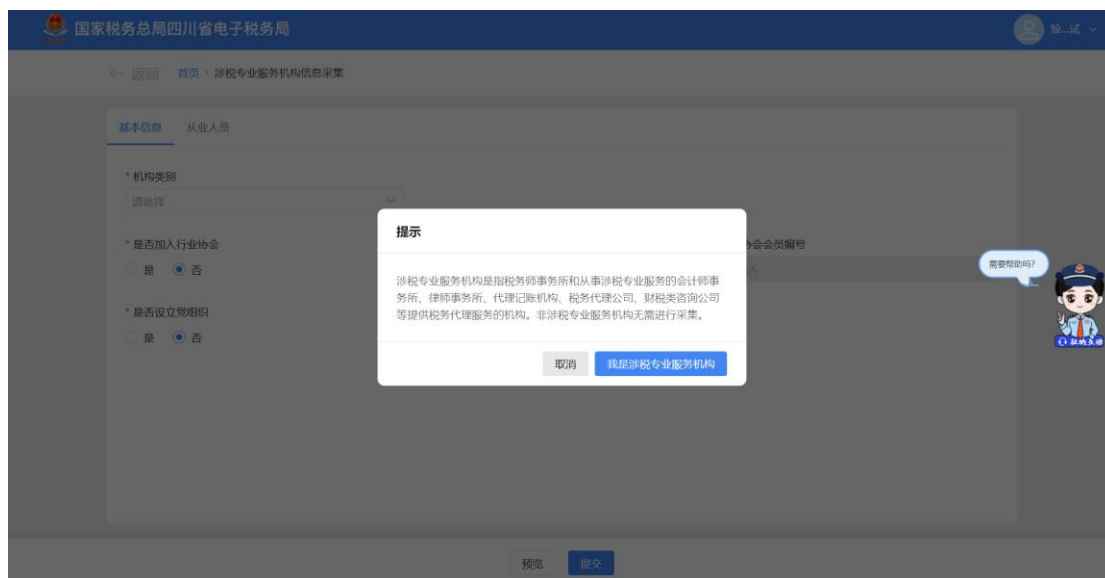 国家税务总局四川省电子税务局
验...试
返回 首页 › 涉税专业服务机构信息采集
基本信息 从业人员
* 机构类别
请选择
* 是否加入行业协会
协会会员编号
是 否
* 是否设立党组织
是 否
提示
涉税专业服务机构是指税务师事务所和从事涉税专业服务的会计师事
务所、律师事务所、代理记账机构、税务代理公司、财税类咨询公司
等提供税务代理服务的机构。非涉税专业服务机构无需进行采集。
取消 我是涉税专业服务机构
需要帮助吗?
征纳互动
预览 提交